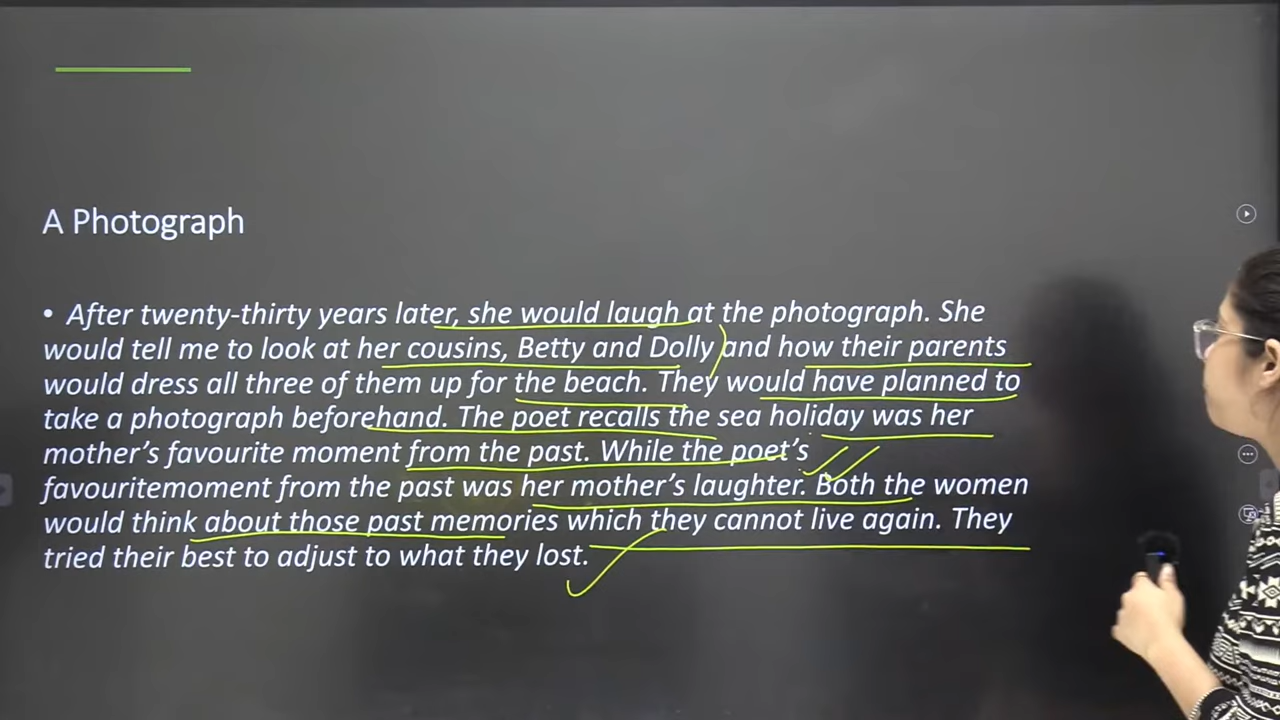 A Photograph
• After twenty-thirty years later, she would laugh at the photograph. She
would tell me to look at her cousins, Betty and Dolly and how their parents
would dress all three of them up for the beach. They would have planned to
take a photograph beforehand. The poet recalls the sea holiday was her
mother's favourite moment from the past. While the poet's
favouritemoment from the past was her mother's laughter. Both the women
would think about those past memories which they cannot live again. They
tried their best to adjust to what they lost.